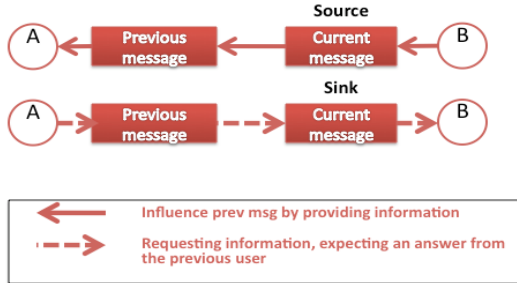 Source
A
Previous
message
Current
message
B
Sink
A
Previous
message
Current
message
B
Influence prev msg by providing information
Requesting information, expecting an answer from
the previous user